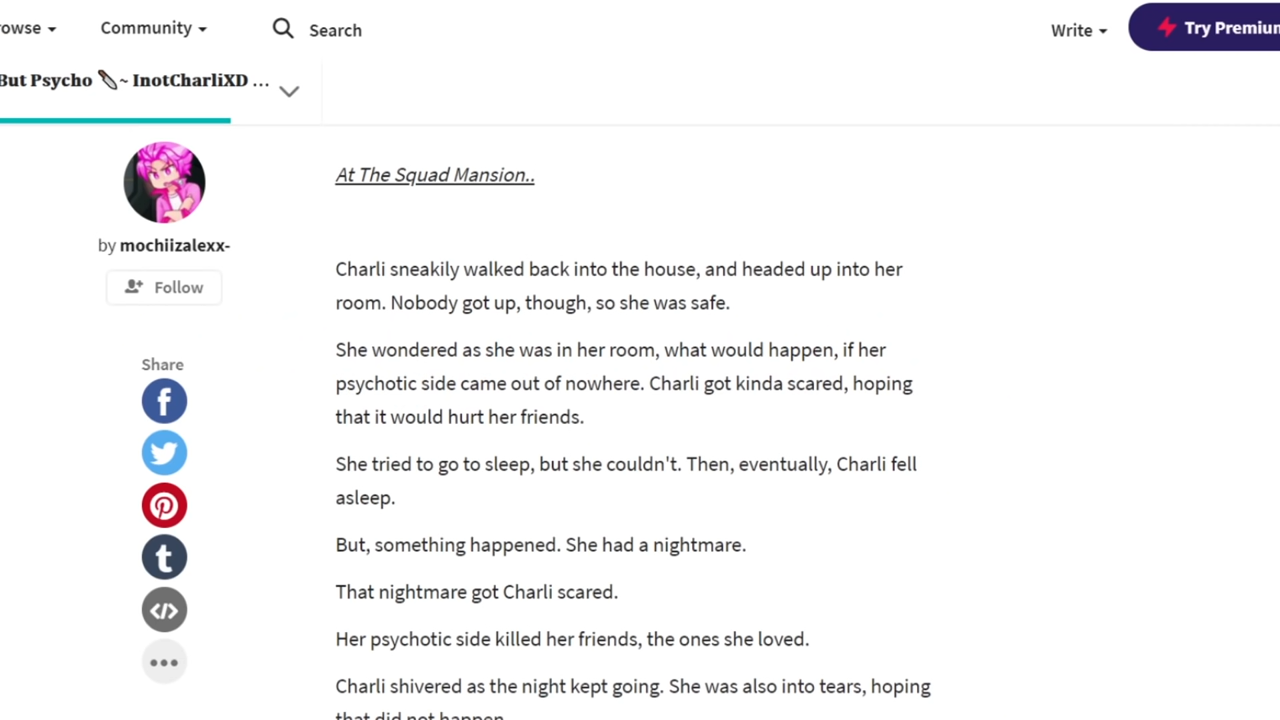 rowse
Community
Search
Write
Try Premium
But Psycho 🔪~ InotCharliXD ...
At The Squad Mansion..
by mochiizalexx-
Follow
Share
Charli sneakily walked back into the house, and headed up into her
room. Nobody got up, though, so she was safe.
She wondered as she was in her room, what would happen, if her
psychotic side came out of nowhere. Charli got kinda scared, hoping
that it would hurt her friends.
She tried to go to sleep, but she couldn't. Then, eventually, Charli fell
asleep.
But, something happened. She had a nightmare.
That nightmare got Charli scared.
Her psychotic side killed her friends, the ones she loved.
Charli shivered as the night kept going. She was also into tears, hoping
that did not happen